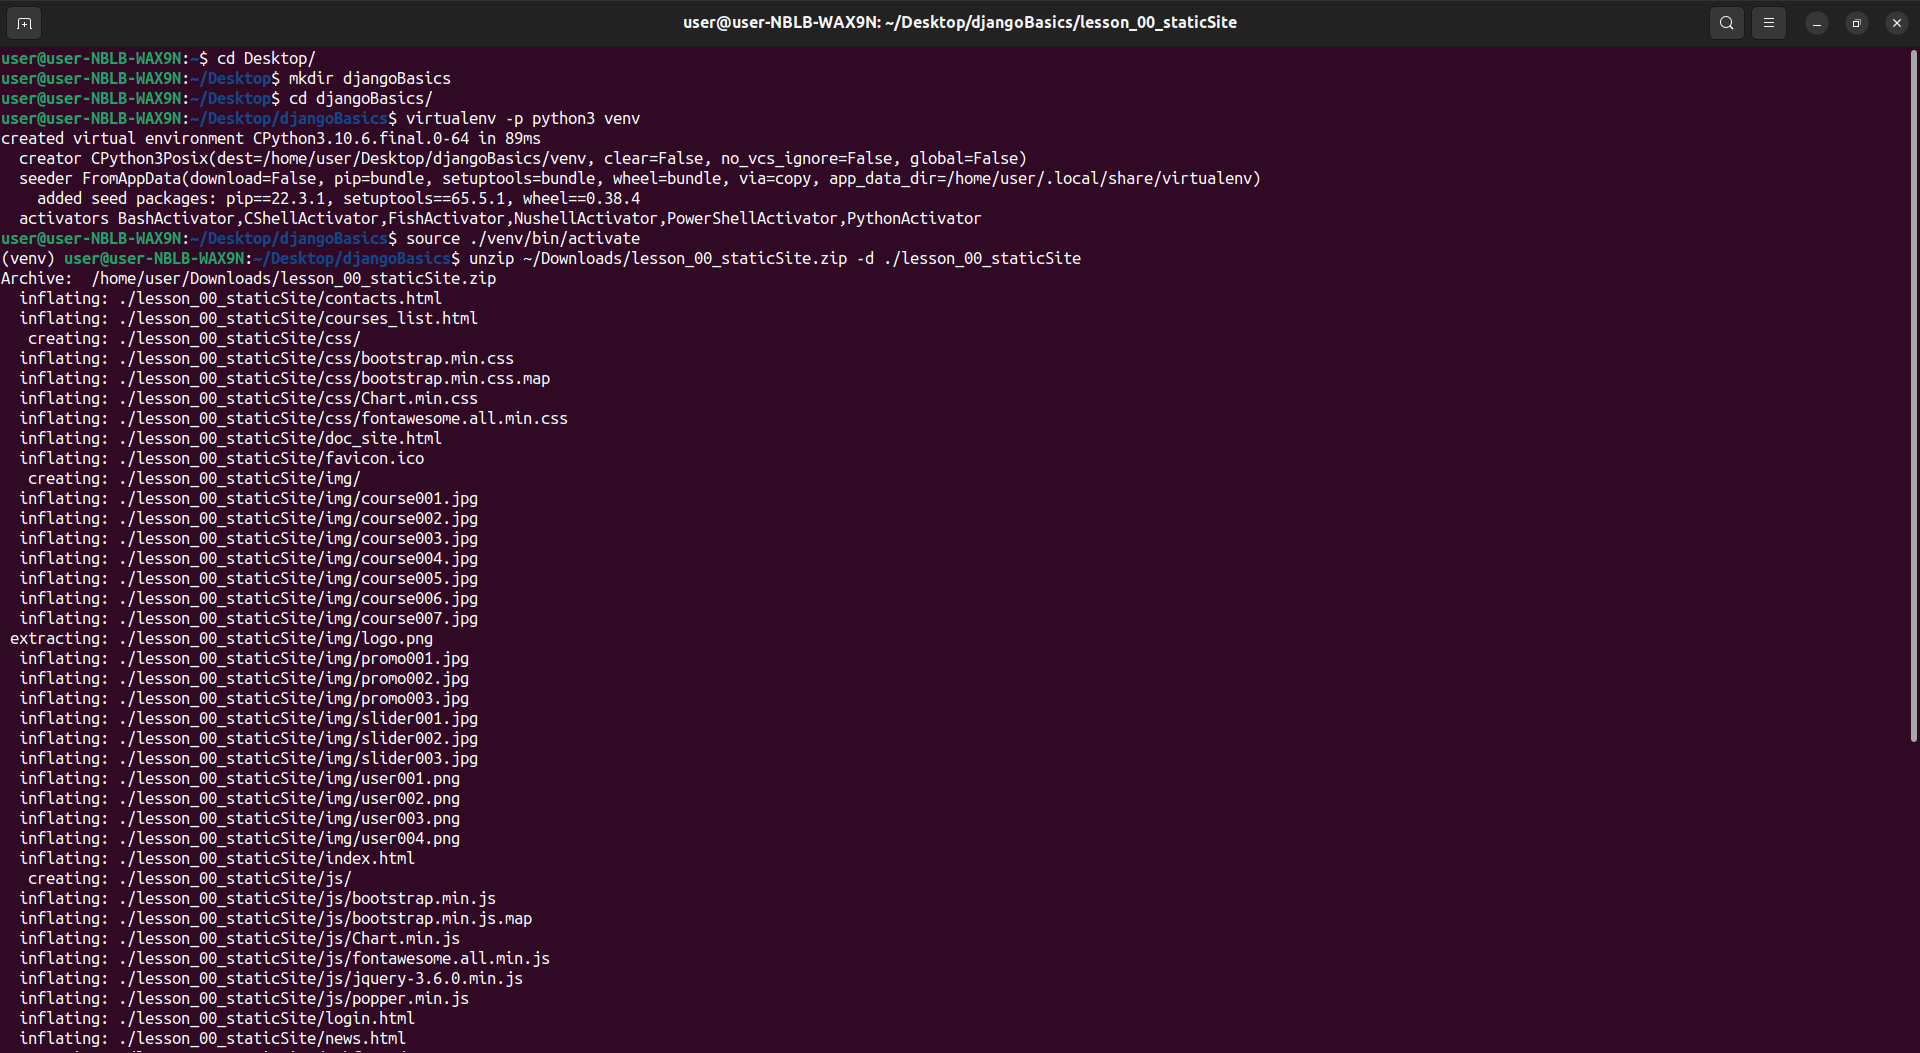 user@user-NBLB-WAX9N: ~/Desktop/djangoBasics/lesson_00_staticSite
user@user-NBLB-WAX9N:~$ cd Desktop/
user@user-NBLB-WAX9N:~/Desktop$ mkdir djangoBasics
user@user-NBLB-WAX9N:~/Desktop$ cd djangoBasics/
user@user-NBLB-WAX9N:~/Desktop/djangoBasics$ virtualenv -p python3 venv
created virtual environment CPython3.10.6.final.0-64 in 89ms
  creator CPython3Posix(dest=/home/user/Desktop/djangoBasics/venv, clear=False, no_vcs_ignore=False, global=False)
  seeder FromAppData(download=False, pip=bundle, setuptools=bundle, wheel=bundle, via=copy, app_data_dir=/home/user/.local/share/virtualenv)
    added seed packages: pip==22.3.1, setuptools==65.5.1, wheel==0.38.4
  activators BashActivator,CShellActivator,FishActivator,NushellActivator,PowerShellActivator,PythonActivator
user@user-NBLB-WAX9N:~/Desktop/djangoBasics$ source ./venv/bin/activate
(venv) user@user-NBLB-WAX9N:~/Desktop/djangoBasics$ unzip ~/Downloads/lesson_00_staticSite.zip -d ./lesson_00_staticSite
Archive:  /home/user/Downloads/lesson_00_staticSite.zip
  inflating: ./lesson_00_staticSite/contacts.html
  inflating: ./lesson_00_staticSite/courses_list.html
   creating: ./lesson_00_staticSite/css/
  inflating: ./lesson_00_staticSite/css/bootstrap.min.css
  inflating: ./lesson_00_staticSite/css/bootstrap.min.css.map
  inflating: ./lesson_00_staticSite/css/Chart.min.css
  inflating: ./lesson_00_staticSite/css/fontawesome.all.min.css
  inflating: ./lesson_00_staticSite/doc_site.html
  inflating: ./lesson_00_staticSite/favicon.ico
   creating: ./lesson_00_staticSite/img/
  inflating: ./lesson_00_staticSite/img/course001.jpg
  inflating: ./lesson_00_staticSite/img/course002.jpg
  inflating: ./lesson_00_staticSite/img/course003.jpg
  inflating: ./lesson_00_staticSite/img/course004.jpg
  inflating: ./lesson_00_staticSite/img/course005.jpg
  inflating: ./lesson_00_staticSite/img/course006.jpg
  inflating: ./lesson_00_staticSite/img/course007.jpg
 extracting: ./lesson_00_staticSite/img/logo.png
  inflating: ./lesson_00_staticSite/img/promo001.jpg
  inflating: ./lesson_00_staticSite/img/promo002.jpg
  inflating: ./lesson_00_staticSite/img/promo003.jpg
  inflating: ./lesson_00_staticSite/img/slider001.jpg
  inflating: ./lesson_00_staticSite/img/slider002.jpg
  inflating: ./lesson_00_staticSite/img/slider003.jpg
  inflating: ./lesson_00_staticSite/img/user001.png
  inflating: ./lesson_00_staticSite/img/user002.png
  inflating: ./lesson_00_staticSite/img/user003.png
  inflating: ./lesson_00_staticSite/img/user004.png
  inflating: ./lesson_00_staticSite/index.html
   creating: ./lesson_00_staticSite/js/
  inflating: ./lesson_00_staticSite/js/bootstrap.min.js
  inflating: ./lesson_00_staticSite/js/bootstrap.min.js.map
  inflating: ./lesson_00_staticSite/js/Chart.min.js
  inflating: ./lesson_00_staticSite/js/fontawesome.all.min.js
  inflating: ./lesson_00_staticSite/js/jquery-3.6.0.min.js
  inflating: ./lesson_00_staticSite/js/popper.min.js
  inflating: ./lesson_00_staticSite/login.html
  inflating: ./lesson_00_staticSite/news.html